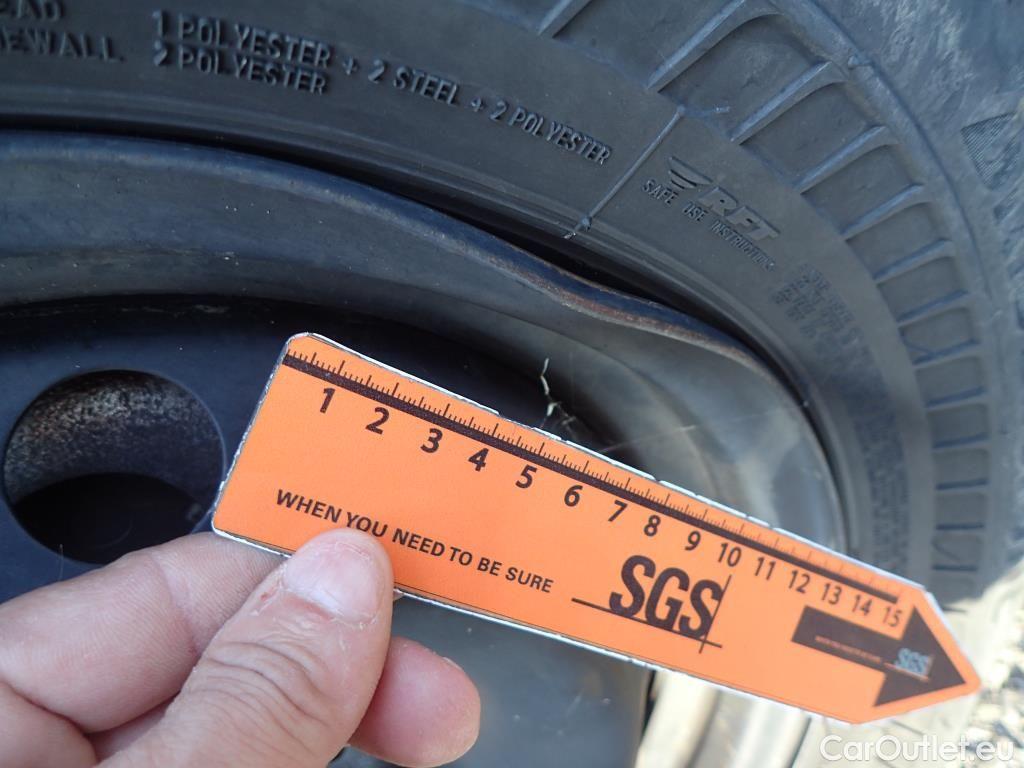 EWALL
1 POLYESTER + 2 STEEL + 2 POLYESTER
2 POLYESTER
RFT
SAFE USE INSTRUCTIONS
1 2 3 4 5 6 7 8 9 10 11 12 13 14 15
WHEN YOU NEED TO BE SURE
SGS
SGS
CarOutlet.eu